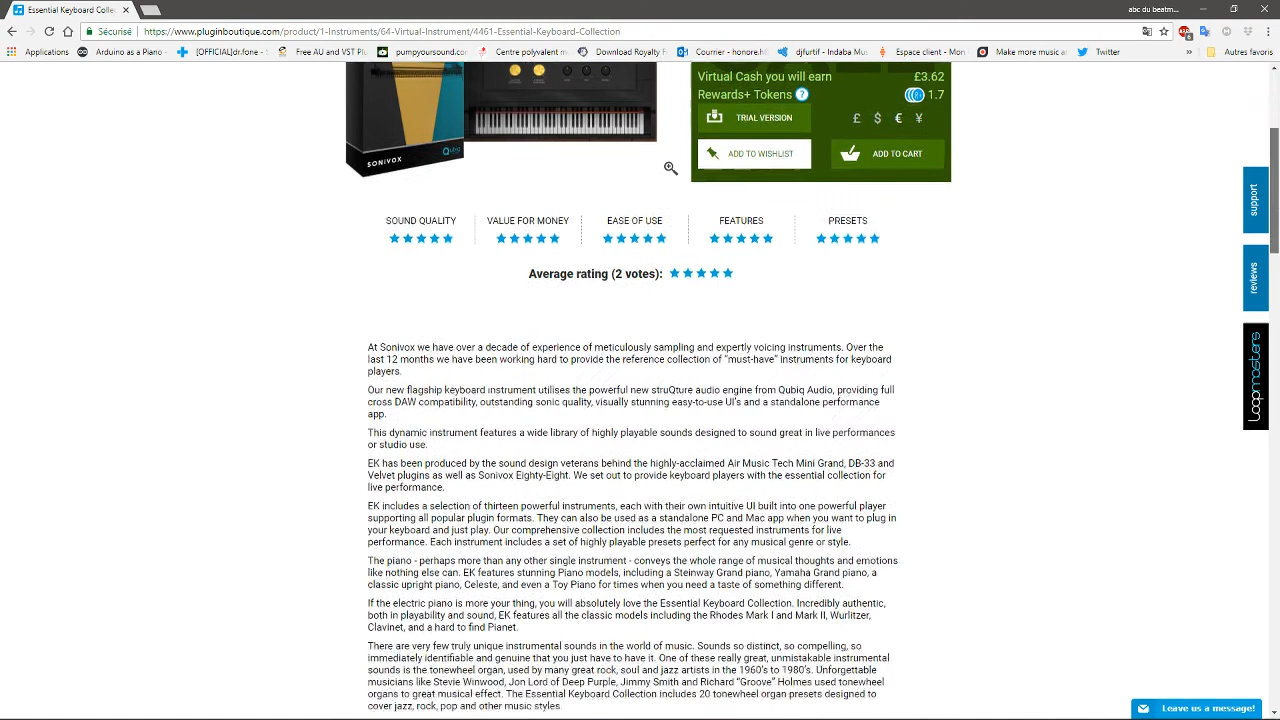 Essential Keyboard Colle
abc du beatm...
Sécurisé
https://www.pluginboutique.com/product/1-Instruments/64-Virtual-Instrument/4461-Essential-Keyboard-Collection
Applications
Arduino as a Piano -
[OFFICIAL]dr.fone -
Free AU and VST Pl
pumpyoursound.com
Centre polyvalent m
Download Royalty F
Courrier - honore.h
djfurtif - Indaba Mus
Espace client - Hom
Make more music a
Twitter
»
Autres favoris
Virtual Cash you will earn £3.62
Rewards+ Tokens ? 1.7
TRIAL VERSION
£ $ € ¥
ADD TO WISHLIST
ADD TO CART
SONiVOX
Qubiq
support
reviews
loopmasters
SOUND QUALITY
VALUE FOR MONEY
EASE OF USE
FEATURES
PRESETS
Average rating (2 votes):
At Sonivox we have over a decade of experience of meticulously sampling and expertly voicing instruments. Over the
last 12 months we have been working hard to provide the reference collection of “must-have” instruments for keyboard
players.
Our new flagship keyboard instrument utilises the powerful new struQture audio engine from Qubiq Audio, providing full
cross DAW compatibility, outstanding sonic quality, visually stunning easy-to-use UI's and a standalone performance
app.
This dynamic instrument features a wide library of highly playable sounds designed to sound great in live performances
or studio use.
EK has been produced by the sound design veterans behind the highly-acclaimed Air Music Tech Mini Grand, DB-33 and
Velvet plugins as well as Sonivox Eighty-Eight. We set out to provide keyboard players with the essential collection for
live performance.
EK includes a selection of thirteen powerful instruments, each with their own intuitive UI built into one powerful player
supporting all popular plugin formats. They can also be used as a standalone PC and Mac app when you want to plug in
your keyboard and just play. Our comprehensive collection includes the most requested instruments for live
performance. Each instrument includes a set of highly playable presets perfect for any musical genre or style.
The piano - perhaps more than any other single instrument - conveys the whole range of musical thoughts and emotions
like nothing else can. EK features stunning Piano models, including a Steinway Grand piano, Yamaha Grand piano, a
classic upright piano, Celeste, and even a Toy Piano for times when you need a taste of something different.
If the electric piano is more your thing, you will absolutely love the Essential Keyboard Collection. Incredibly authentic,
both in playability and sound, EK features all the classic models including the Rhodes Mark I and Mark II, Wurlitzer,
Clavinet, and a hard to find Pianet.
There are very few truly unique instrumental sounds in the world of music. Sounds so distinct, so compelling, so
immediately identifiable and genuine that you just have to have it. One of these really great, unmistakable instrumental
sounds is the tonewheel organ, used by many great rock, soul and jazz artists in the 1960's to 1980's. Unforgettable
musicians like Stevie Winwood, Jon Lord of Deep Purple, Jimmy Smith and Richard “Groove” Holmes used tonewheel
organs to great musical effect. The Essential Keyboard Collection includes 20 tonewheel organ presets designed to
cover jazz, rock, pop and other music styles.
Leave us a message!